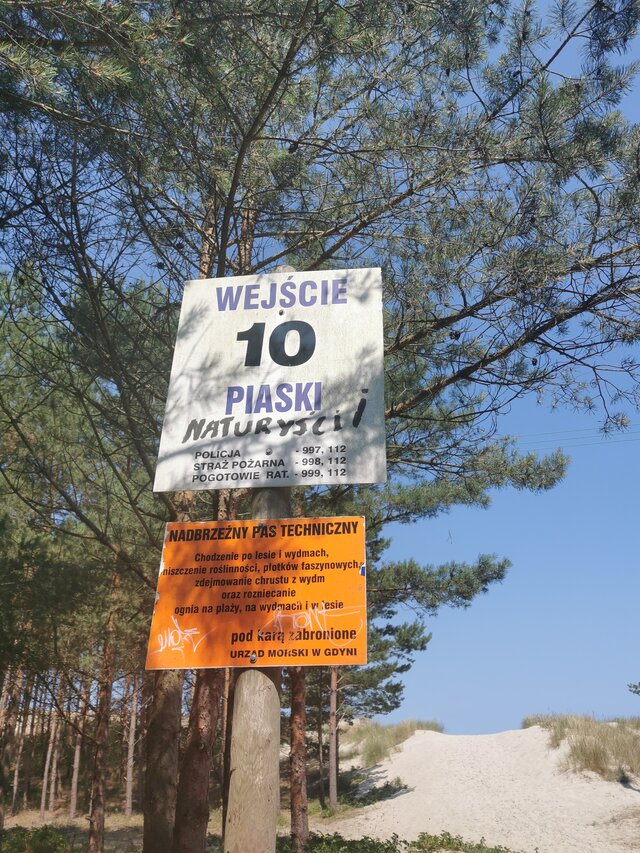 WEJŚCIE
10
PIASKI
NATURYŚCI
POLICJA - 997, 112
STRAŻ POŻARNA - 998, 112
POGOTOWIE RAT. - 999, 112
NADBRZEŻNY PAS TECHNICZNY
Chodzenie po lesie i wydmach,
niszczenie roślinności, płotków faszynowych,
zdejmowanie chrustu z wydm
oraz rozniecanie
ognia na plaży, na wydmach i w lesie
pod karą zabronione
URZĄD MORSKI W GDYNI